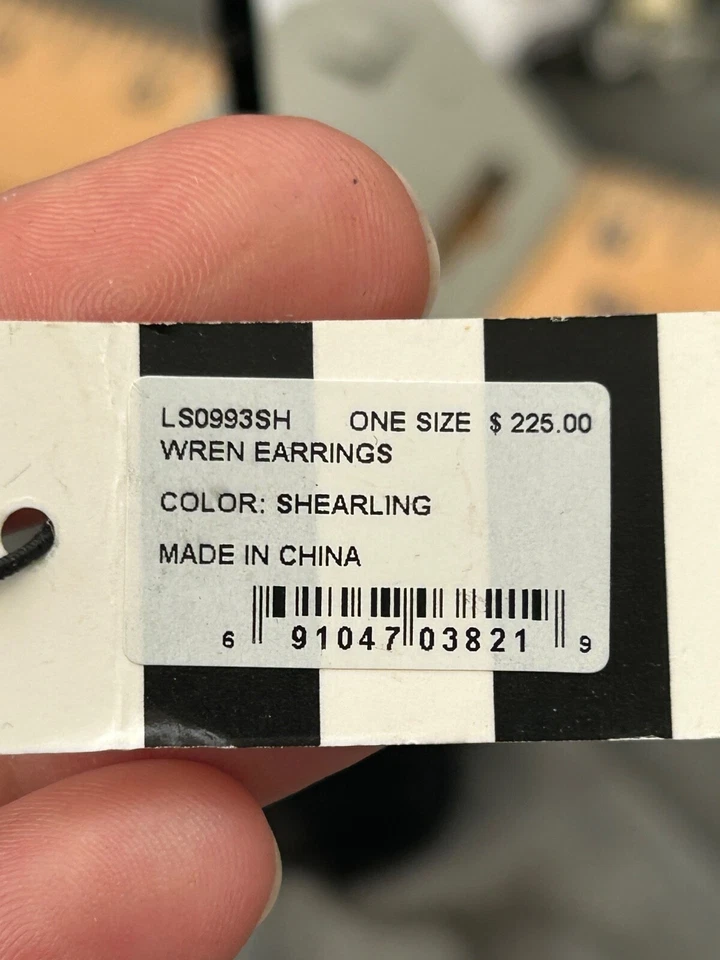 LS0993SH ONE SIZE $ 225.00
WREN EARRINGS
COLOR: SHEARLING
MADE IN CHINA
6 91047 03821 9